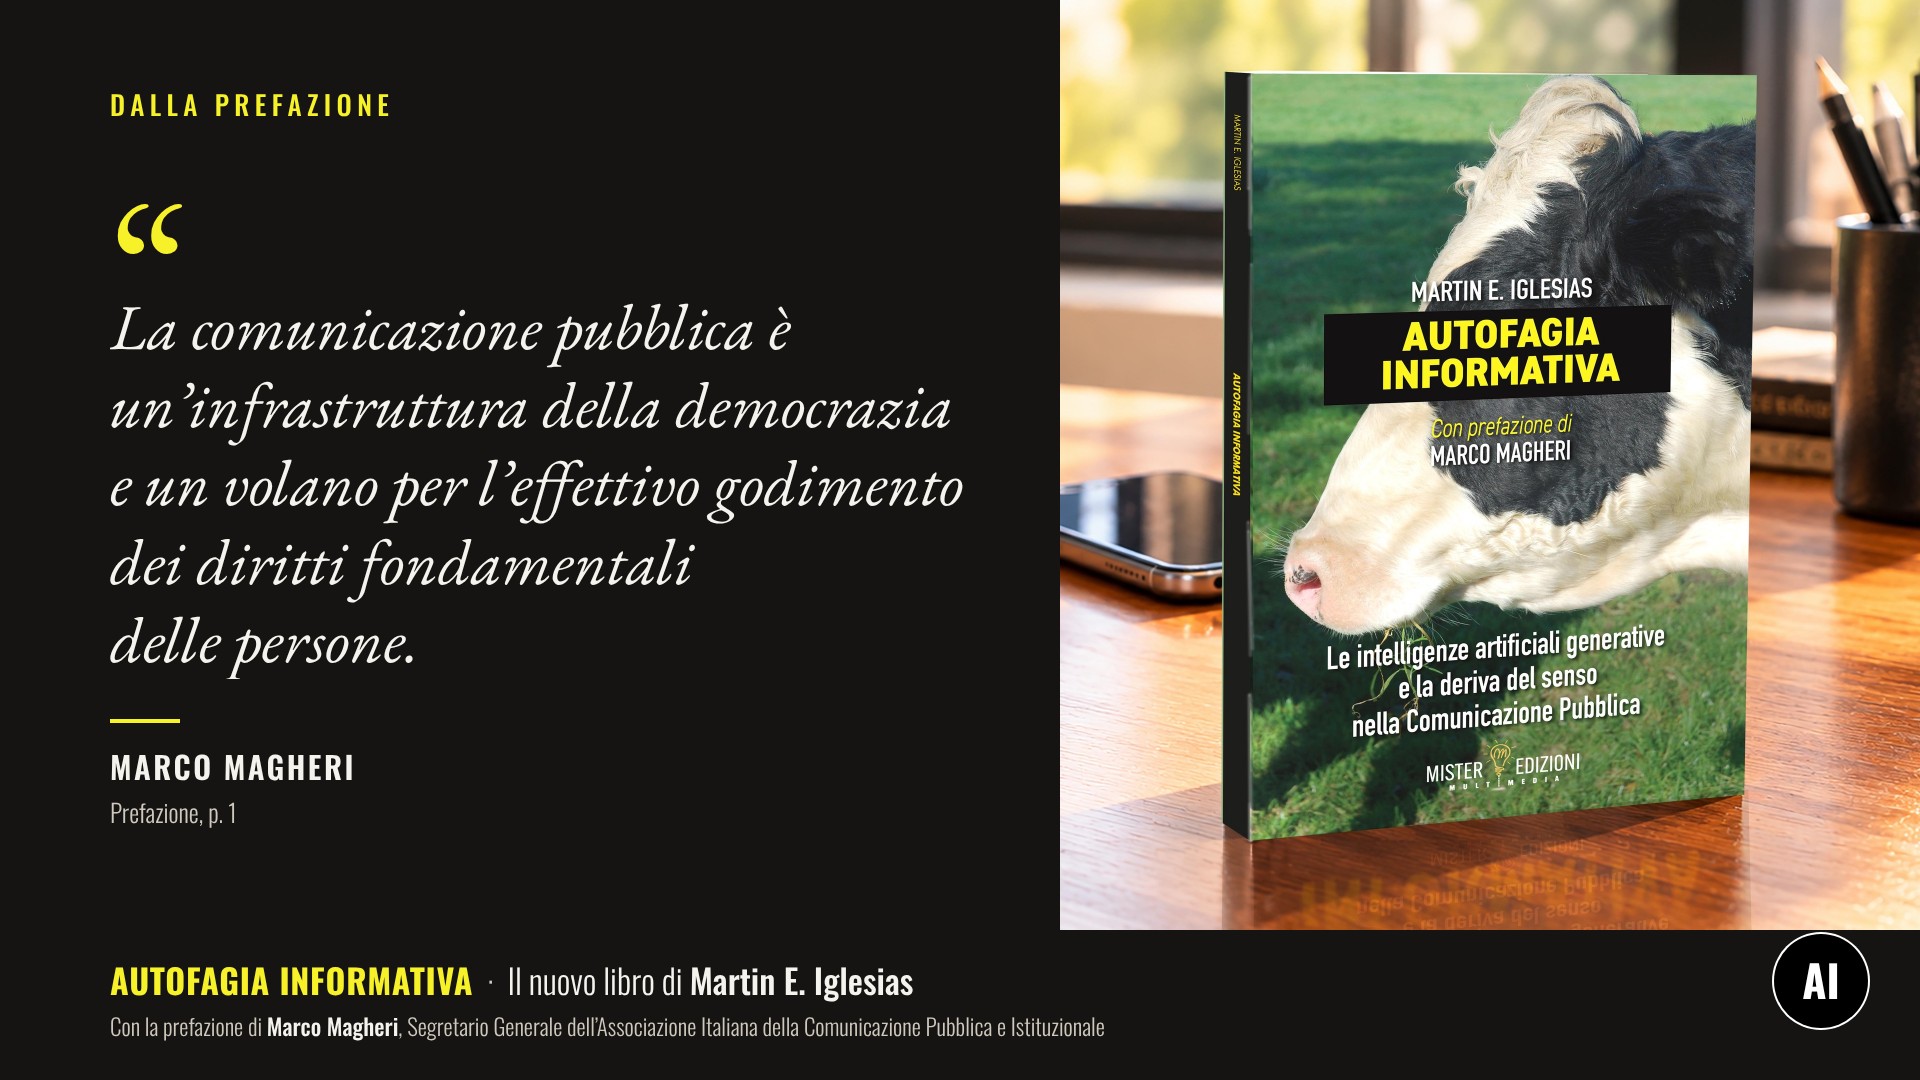 DALLA PREFAZIONE
“
La comunicazione pubblica è
un’infrastruttura della democrazia
e un volano per l’effettivo godimento
dei diritti fondamentali
delle persone.
MARCO MAGHERI
Prefazione, p. 1
MARTIN E. IGLESIAS
AUTOFAGIA INFORMATIVA
MARTIN E. IGLESIAS
AUTOFAGIA
INFORMATIVA
Con prefazione di
MARCO MAGHERI
Le intelligenze artificiali generative
e la deriva del senso
nella Comunicazione Pubblica
MISTER EDIZIONI
MULTIMEDIA
AUTOFAGIA INFORMATIVA · Il nuovo libro di Martin E. Iglesias
Con la prefazione di Marco Magheri, Segretario Generale dell’Associazione Italiana della Comunicazione Pubblica e Istituzionale
AI